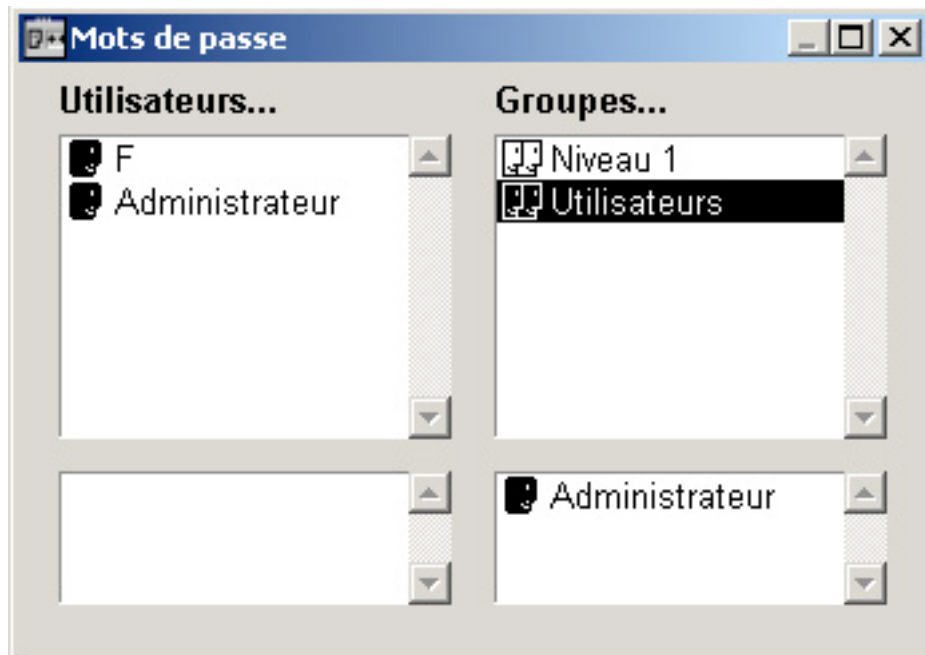 Mots de passe
Utilisateurs...
F
Administrateur
Groupes...
Niveau 1
Utilisateurs
Administrateur